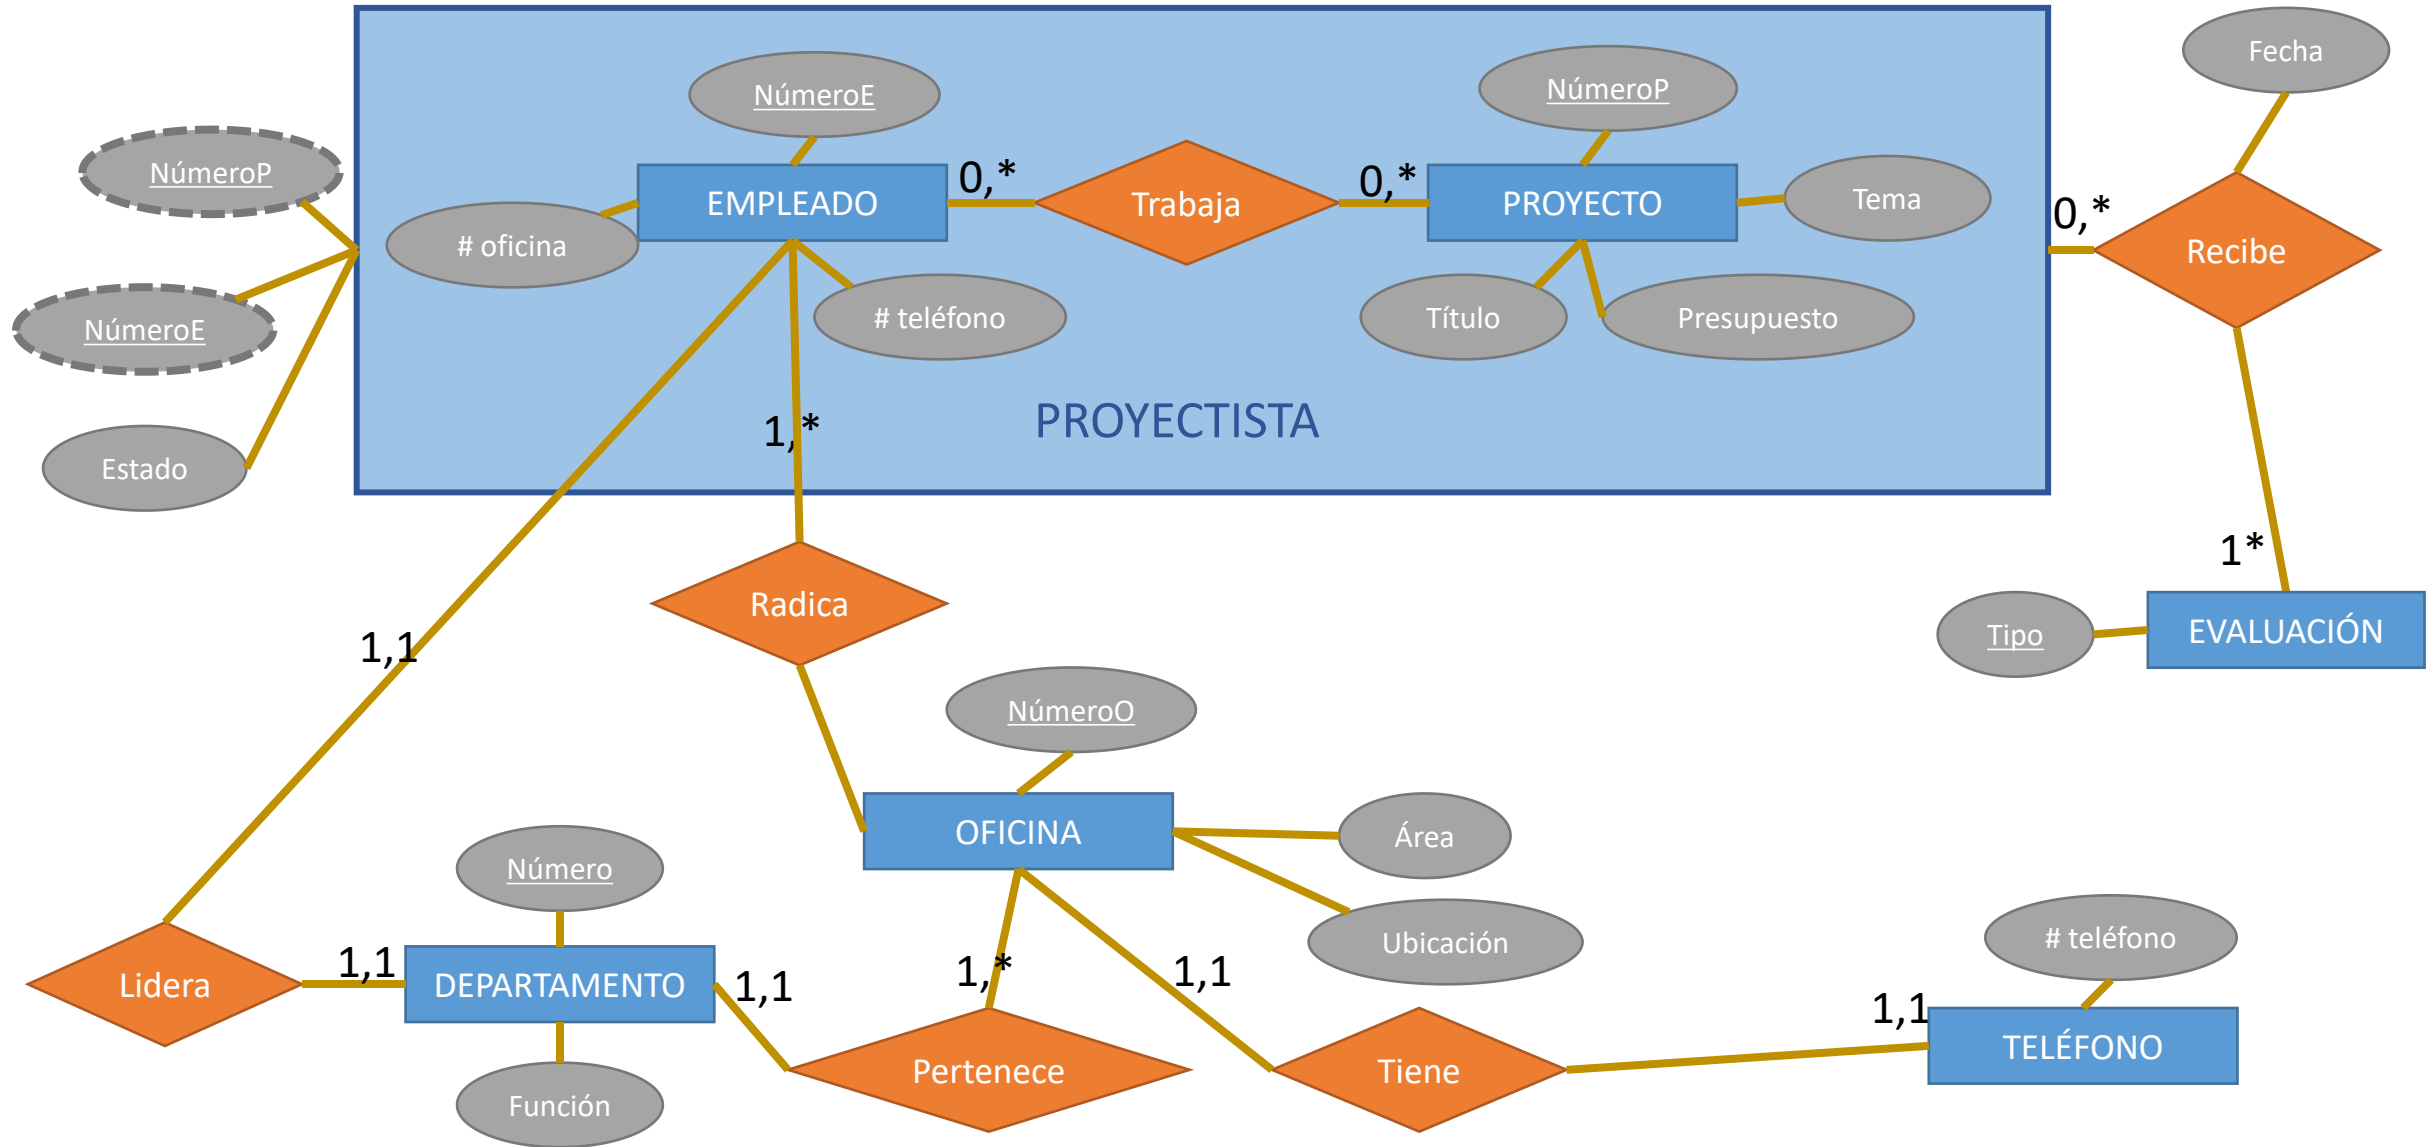 Fecha
NúmeroE
NúmeroP
NúmeroP
EMPLEADO
0,*
Trabaja
0,*
PROYECTO
Tema
0,*
Recibe
# oficina
NúmeroE
# teléfono
Título
Presupuesto
1,*
PROYECTISTA
Estado
1*
Radica
1,1
Tipo
EVALUACIÓN
NúmeroO
OFICINA
Área
Número
Ubicación
# teléfono
Lidera
1,1
DEPARTAMENTO
1,1
1,*
1,1
1,1
TELÉFONO
Pertenece
Tiene
Función